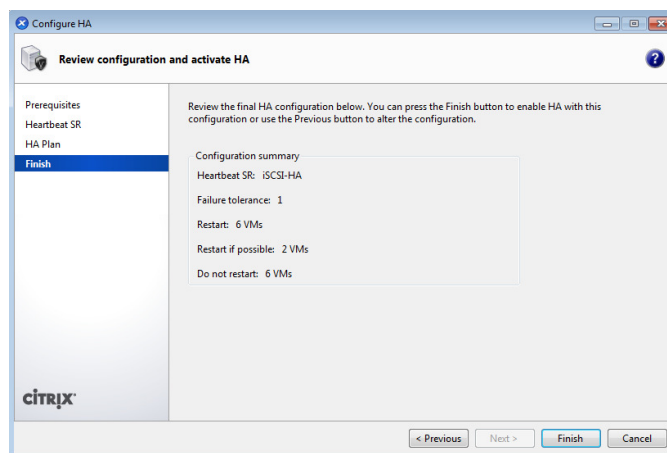 Configure HA
Review configuration and activate HA
Prerequisites
Heartbeat SR
HA Plan
Finish
Review the final HA configuration below. You can press the Finish button to enable HA with this
configuration or use the Previous button to alter the configuration.
Configuration summary
Heartbeat SR: iSCSI-HA
Failure tolerance: 1
Restart: 6 VMs
Restart if possible: 2 VMs
Do not restart: 6 VMs
CITRIX
< Previous Next > Finish Cancel